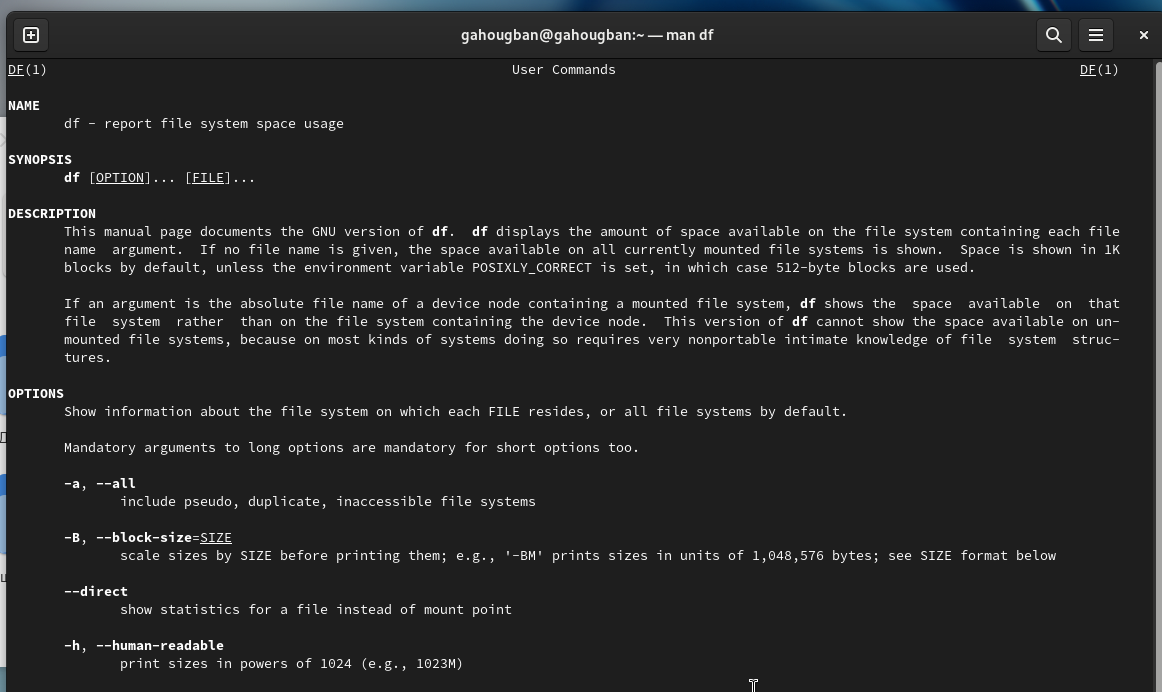 gahougban@gahougban:~ — man df
DF(1) User Commands DF(1)
NAME
df - report file system space usage
SYNOPSIS
df [OPTION]... [FILE]...
DESCRIPTION
This manual page documents the GNU version of df.  df displays the amount of space available on the file system containing each file
name  argument.  If no file name is given, the space available on all currently mounted file systems is shown.  Space is shown in 1K
blocks by default, unless the environment variable POSIXLY_CORRECT is set, in which case 512-byte blocks are used.
If an argument is the absolute file name of a device node containing a mounted file system, df shows the  space  available  on  that
file  system  rather  than on the file system containing the device node.  This version of df cannot show the space available on un-
mounted file systems, because on most kinds of systems doing so requires very nonportable intimate knowledge of file  system  struc-
tures.
OPTIONS
Show information about the file system on which each FILE resides, or all file systems by default.
Mandatory arguments to long options are mandatory for short options too.
-a, --all
include pseudo, duplicate, inaccessible file systems
-B, --block-size=SIZE
scale sizes by SIZE before printing them; e.g., '-BM' prints sizes in units of 1,048,576 bytes; see SIZE format below
--direct
show statistics for a file instead of mount point
-h, --human-readable
print sizes in powers of 1024 (e.g., 1023M)